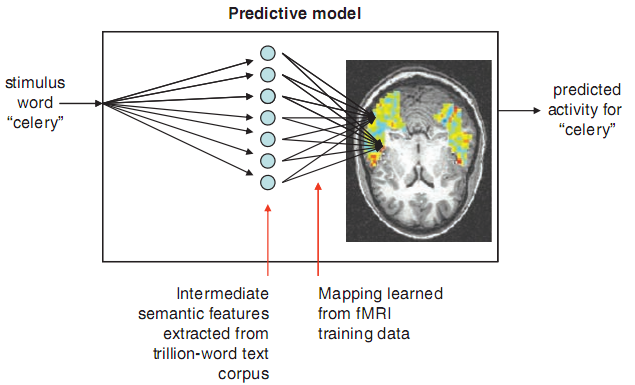 Predictive model
stimulus
word
“celery”
predicted
activity for
“celery”
Intermediate
semantic features
extracted from
trillion-word text
corpus
Mapping learned
from fMRI
training data